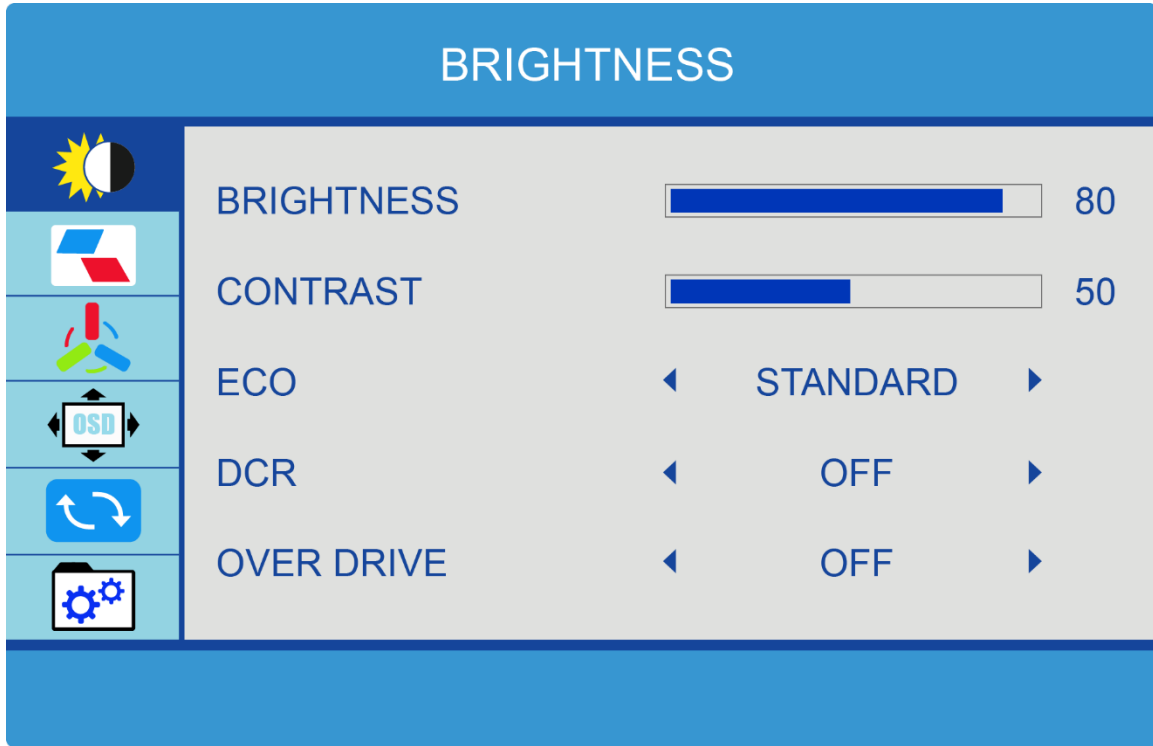 BRIGHTNESS
BRIGHTNESS 80
CONTRAST 50
ECO STANDARD
OSD
DCR OFF
OVER DRIVE OFF